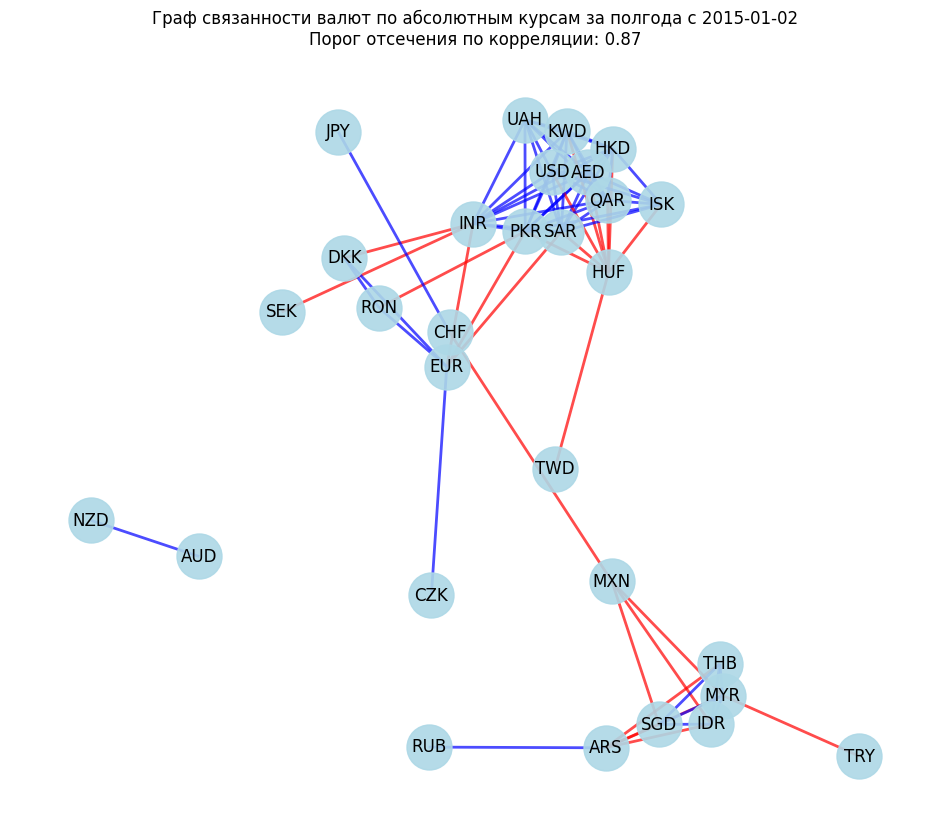 Граф связанности валют по абсолютным курсам за полгода с 2015-01-02
Порог отсечения по корреляции: 0.87
UAH
JPY
KWD
HKD
USD
AED
QAR
ISK
INR
PKR
SAR
DKK
HUF
RON
SEK
CHF
EUR
TWD
NZD
AUD
MXN
CZK
THB
MYR
SGD
IDR
RUB
ARS
TRY